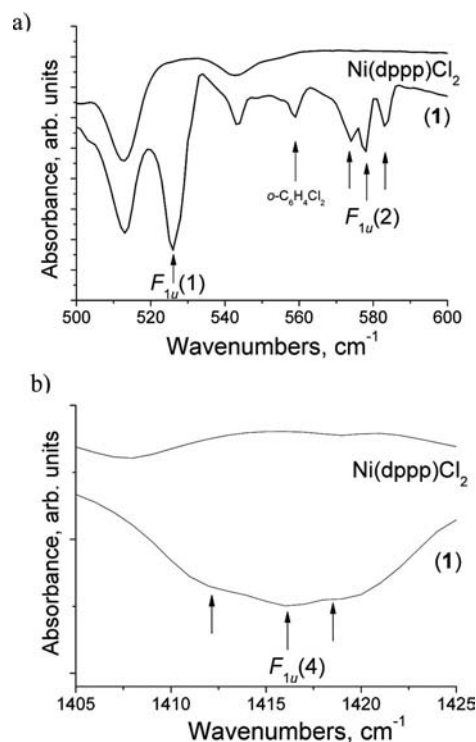 a)
Absorbance, arb. units
Ni(dppp)Cl₂
(1)
o-C₆H₄Cl₂
F₁ᵤ(2)
F₁ᵤ(1)
500 520 540 560 580 600
Wavenumbers, cm⁻¹
b)
Absorbance, arb. units
Ni(dppp)Cl₂
(1)
F₁ᵤ(4)
1405 1410 1415 1420 1425
Wavenumbers, cm⁻¹